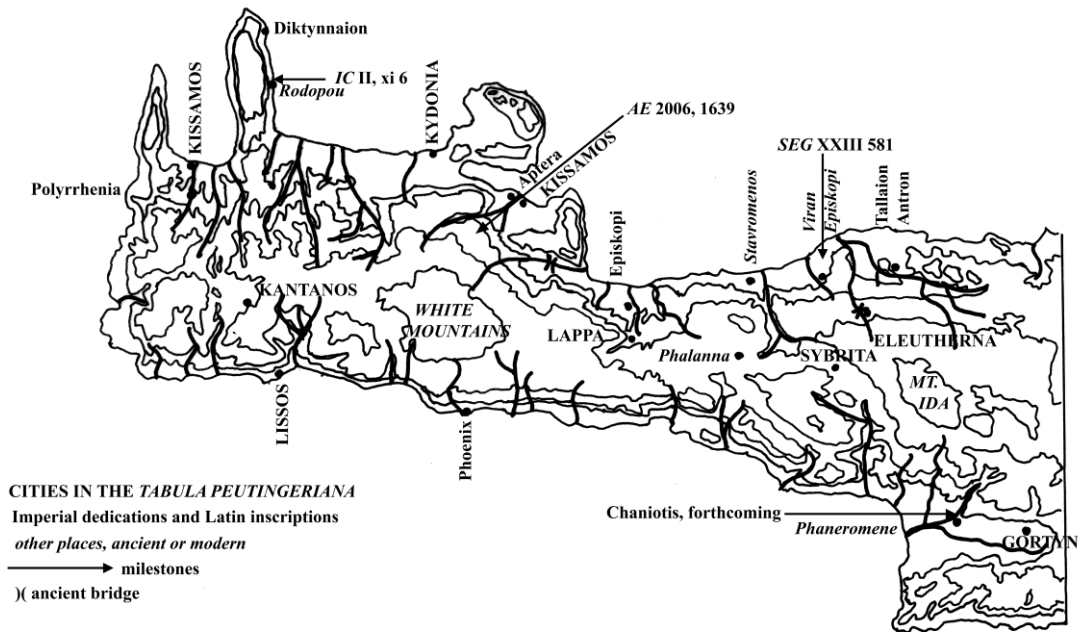 Diktynnaion
IC II, xi 6
Rodopou
KISSAMOS
KYDONIA
AE 2006, 1639
Polyrrhenia
Aptera
KISSAMOS
SEG XXIII 581
Viran
Episkopi
Tallaion
Antron
Stavromenos
Episkopi
KANTANOS
WHITE
MOUNTAINS
LAPPA
Phalanna
SYBRITA
ELEUTHERNA
MT.
IDA
LISSOS
Phoenix
Chaniotis, forthcoming
Phaneromene
GORTYN
CITIES IN THE TABULA PEUTINGERIANA
Imperial dedications and Latin inscriptions
other places, ancient or modern
milestones
)( ancient bridge